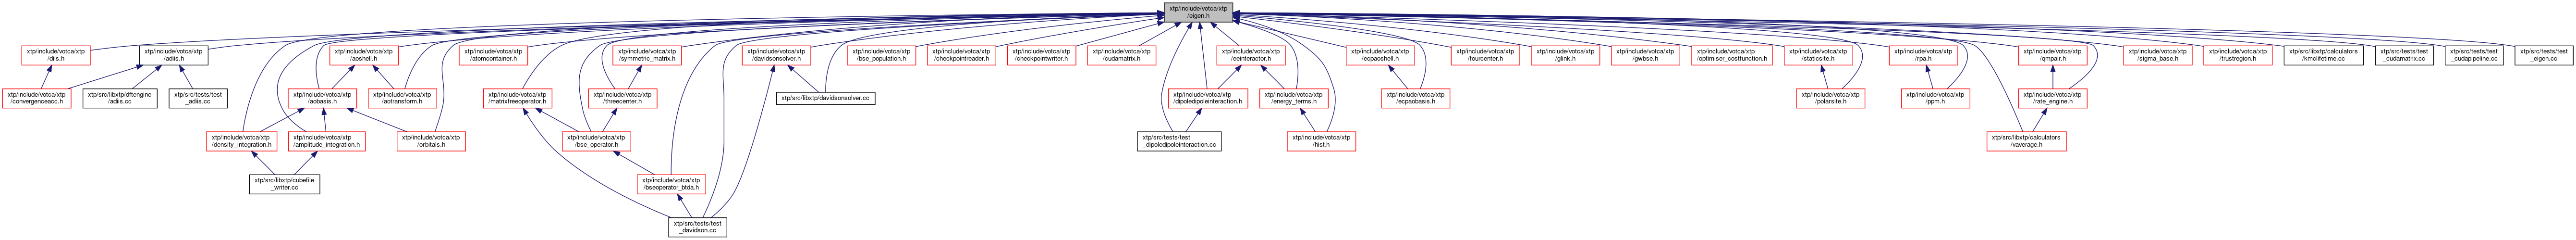 xtp/include/votca/xtp
/eigen.h
xtp/include/votca/xtp
/diis.h
xtp/include/votca/xtp
/adiis.h
xtp/include/votca/xtp
/aoshell.h
xtp/include/votca/xtp
/atomcontainer.h
xtp/include/votca/xtp
/symmetric_matrix.h
xtp/include/votca/xtp
/davidsonsolver.h
xtp/include/votca/xtp
/bse_population.h
xtp/include/votca/xtp
/checkpointreader.h
xtp/include/votca/xtp
/checkpointwriter.h
xtp/include/votca/xtp
/cudamatrix.h
xtp/include/votca/xtp
/eeinteractor.h
xtp/include/votca/xtp
/ecpaoshell.h
xtp/include/votca/xtp
/fourcenter.h
xtp/include/votca/xtp
/glink.h
xtp/include/votca/xtp
/gwbse.h
xtp/include/votca/xtp
/optimiser_costfunction.h
xtp/include/votca/xtp
/staticsite.h
xtp/include/votca/xtp
/rpa.h
xtp/include/votca/xtp
/qmpair.h
xtp/include/votca/xtp
/sigma_base.h
xtp/include/votca/xtp
/trustregion.h
xtp/src/libxtp/calculators
/kmclifetime.cc
xtp/src/tests/test
_cudamatrix.cc
xtp/src/tests/test
_cudapipeline.cc
xtp/src/tests/test
_eigen.cc
xtp/include/votca/xtp
/convergenceacc.h
xtp/src/libxtp/dftengine
/adiis.cc
xtp/src/tests/test
_adiis.cc
xtp/include/votca/xtp
/aobasis.h
xtp/include/votca/xtp
/aotransform.h
xtp/include/votca/xtp
/matrixfreeoperator.h
xtp/include/votca/xtp
/threecenter.h
xtp/src/libxtp/davidsonsolver.cc
xtp/include/votca/xtp
/dipoledipoleinteraction.h
xtp/include/votca/xtp
/energy_terms.h
xtp/include/votca/xtp
/ecpaobasis.h
xtp/include/votca/xtp
/polarsite.h
xtp/include/votca/xtp
/ppm.h
xtp/include/votca/xtp
/rate_engine.h
xtp/include/votca/xtp
/density_integration.h
xtp/include/votca/xtp
/amplitude_integration.h
xtp/include/votca/xtp
/orbitals.h
xtp/include/votca/xtp
/bse_operator.h
xtp/src/tests/test
_dipoledipoleinteraction.cc
xtp/include/votca/xtp
/hist.h
xtp/src/libxtp/calculators
/vaverage.h
xtp/src/libxtp/cubefile
_writer.cc
xtp/include/votca/xtp
/bseoperator_btda.h
xtp/src/tests/test
_davidson.cc